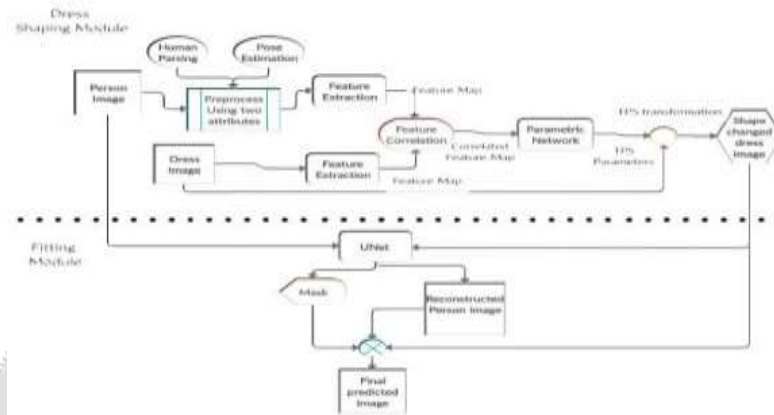 Dress
Shaping Module
Human
Parsing
Pose
Estimation
Person
Image
Preprocess
Using two
attributes
Feature
Extraction
Feature Map
TPS transformation
Feature
Correlation
Correlated
Feature Map
Parametric
Network
TPS
Parameters
Shape
changed
dress
image
Dress
Image
Feature
Extraction
Feature Map
Fitting
Module
UNet
Mask
Reconstructed
Person Image
Final
predicted
image